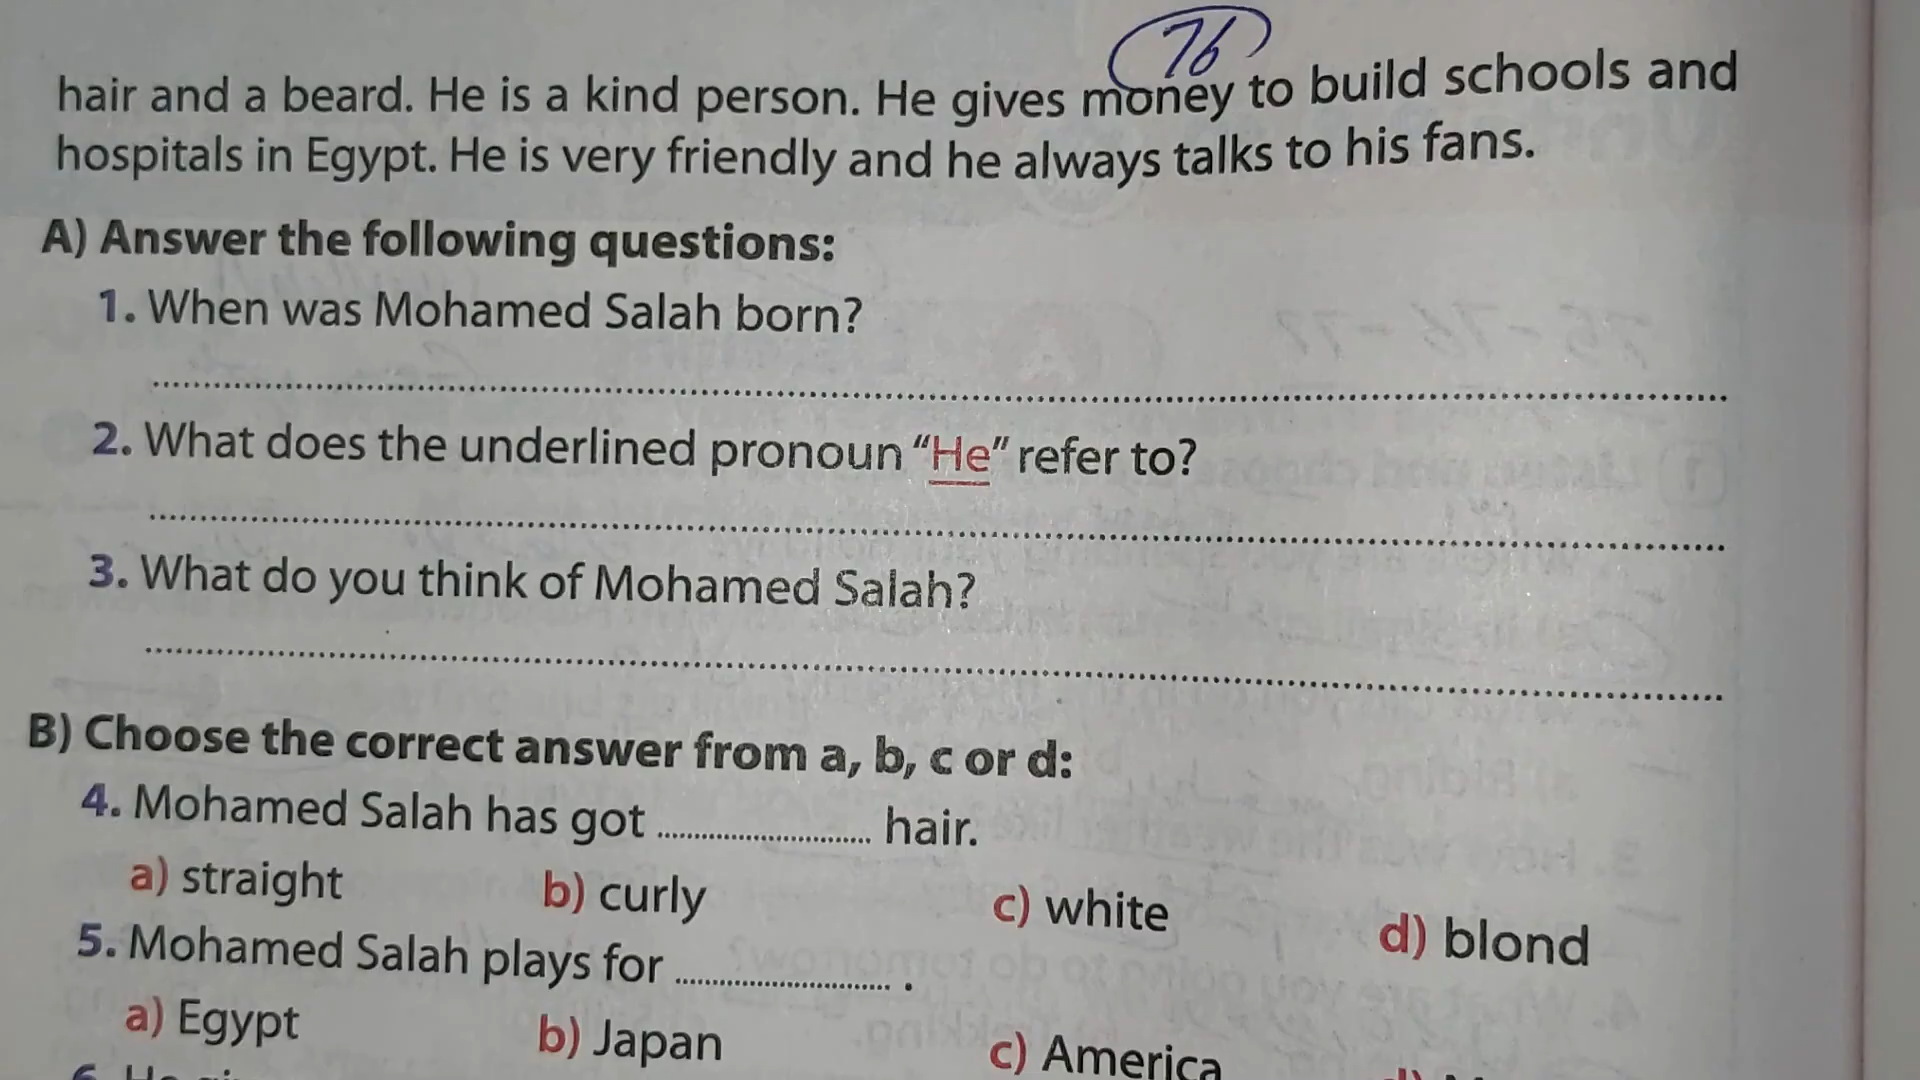 76
hair and a beard. He is a kind person. He gives money to build schools and
hospitals in Egypt. He is very friendly and he always talks to his fans.
A) Answer the following questions:
1. When was Mohamed Salah born?
2. What does the underlined pronoun “He” refer to?
3. What do you think of Mohamed Salah?
B) Choose the correct answer from a, b, c or d:
4. Mohamed Salah has got ........................ hair.
a) straight b) curly c) white d) blond
5. Mohamed Salah plays for ........................ .
a) Egypt b) Japan c) America